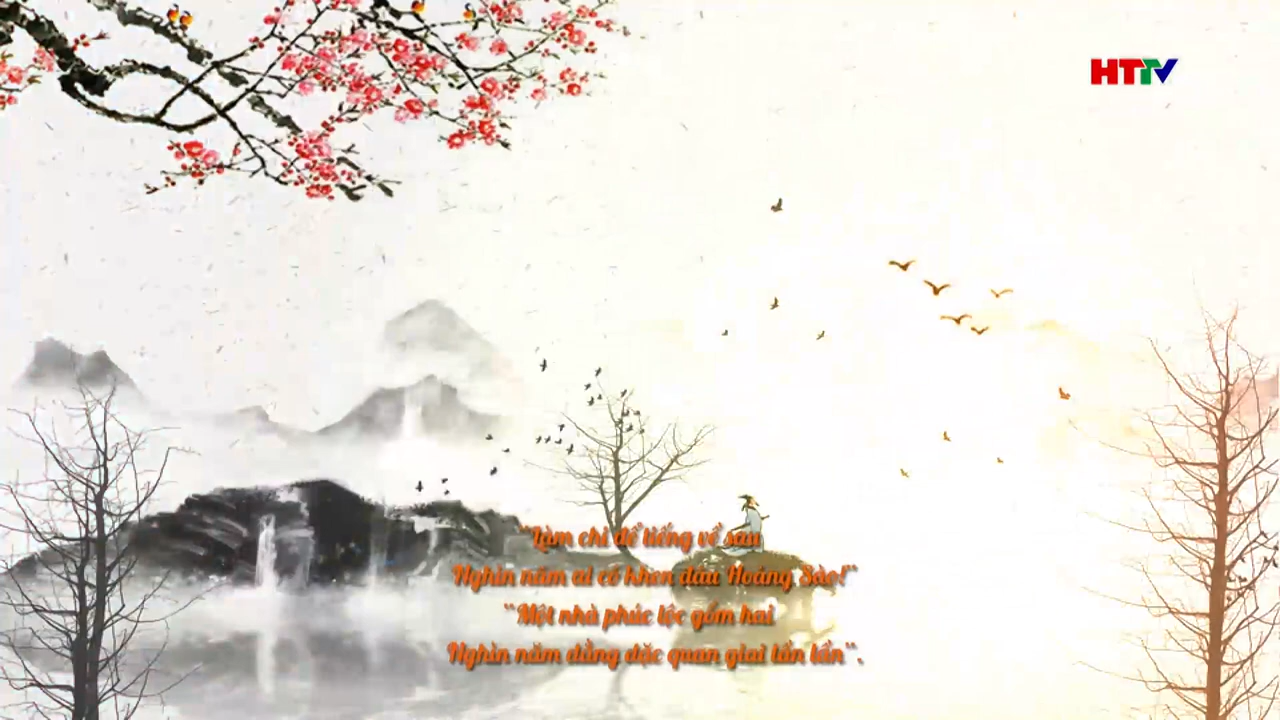 HTTV
"Làm chi để tiếng về sau
Nghìn năm ai có khen đâu Hoàng Sào!"
"Một nhà phúc lộc gồm hai
Nghìn năm dằng dặc quan giai lần lần".